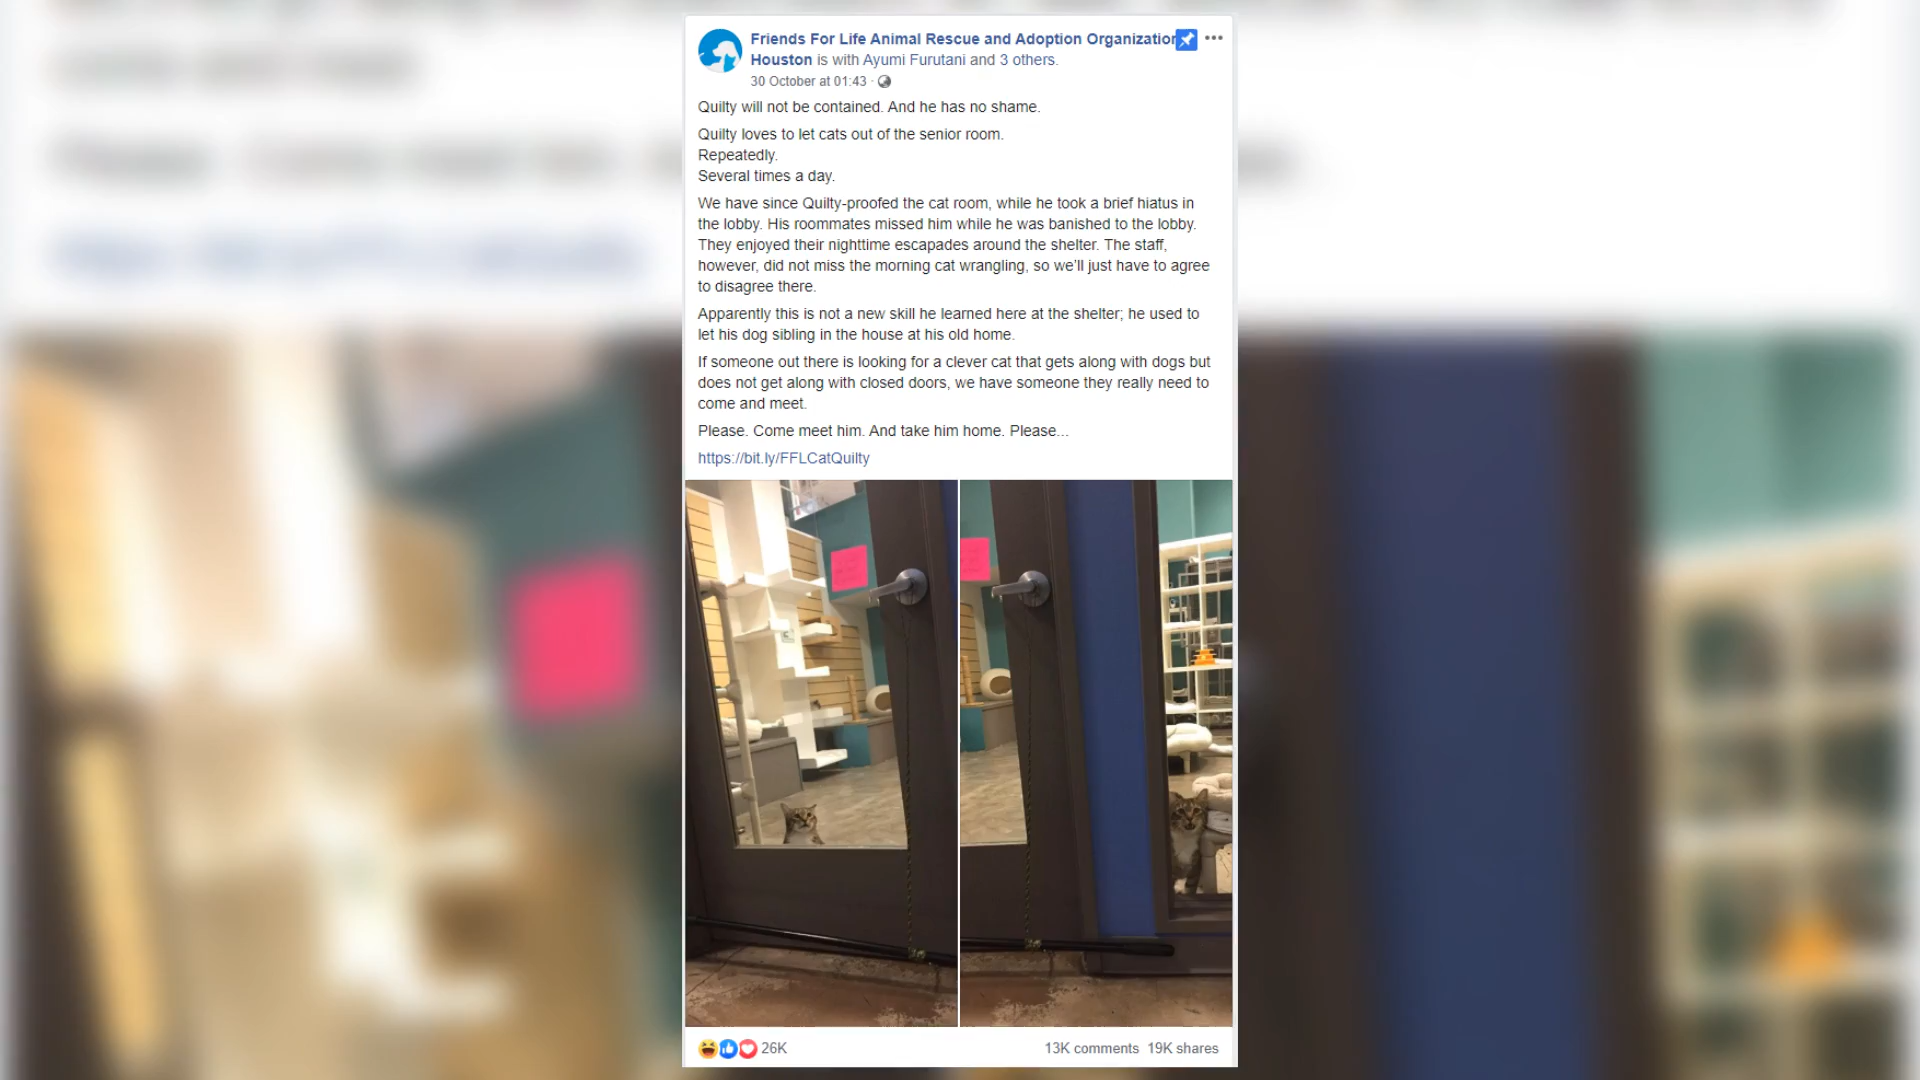 Friends For Life Animal Rescue and Adoption Organization
Houston is with Ayumi Furutani and 3 others.
30 October at 01:43 ·
Quilty will not be contained. And he has no shame.
Quilty loves to let cats out of the senior room.
Repeatedly.
Several times a day.
We have since Quilty-proofed the cat room, while he took a brief hiatus in
the lobby. His roommates missed him while he was banished to the lobby.
They enjoyed their nighttime escapades around the shelter. The staff,
however, did not miss the morning cat wrangling, so we’ll just have to agree
to disagree there.
Apparently this is not a new skill he learned here at the shelter; he used to
let his dog sibling in the house at his old home.
If someone out there is looking for a clever cat that gets along with dogs but
does not get along with closed doors, we have someone they really need to
come and meet.
Please. Come meet him. And take him home. Please...
https://bit.ly/FFLCatQuilty
26K
13K comments 19K shares